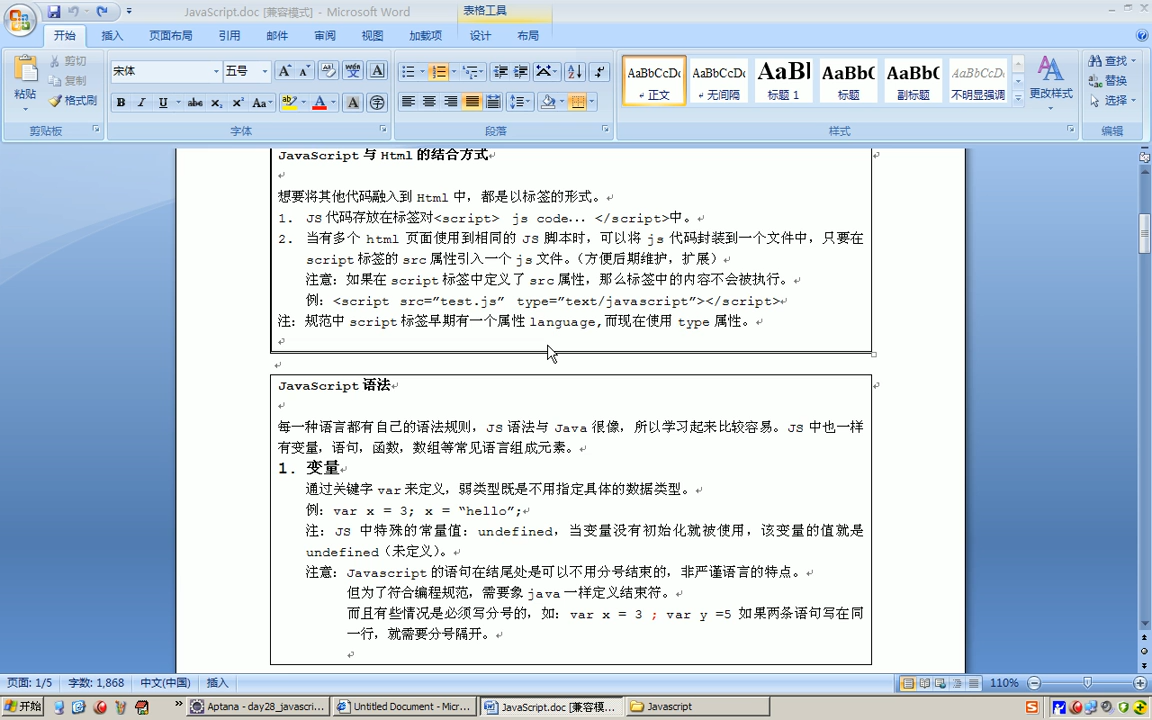 JavaScript.doc [兼容模式] - Microsoft Word
表格工具
开始 插入 页面布局 引用 邮件 审阅 视图 加载项 设计 布局
粘贴
剪切
复制
格式刷
宋体 五号
AaBbCcDc AaBbCcDc AaBbl AaBbC AaBbC AaBbCcDc
正文 无间隔 标题 1 标题 副标题 不明显强调
更改样式
查找
替换
选择
剪贴板 字体 段落 样式 编辑
JavaScript 与 Html 的结合方式
想要将其他代码融入到 Html 中，都是以标签的形式。
1. JS 代码存放在标签对<script> js code... </script>中。
2. 当有多个 html 页面使用到相同的 JS 脚本时，可以将 js 代码封装到一个文件中，只要在
script 标签的 src 属性引入一个 js 文件。（方便后期维护，扩展）
注意：如果在 script 标签中定义了 src 属性，那么标签中的内容不会被执行。
例：<script src=”test.js” type=”text/javascript”></script>
注：规范中 script 标签早期有一个属性 language,而现在使用 type 属性。
JavaScript 语法
每一种语言都有自己的语法规则，JS 语法与 Java 很像，所以学习起来比较容易。JS 中也一样
有变量，语句，函数，数组等常见语言组成元素。
1. 变量
通过关键字 var 来定义，弱类型既是不用指定具体的数据类型。
例：var x = 3; x = “hello”;
注：JS 中特殊的常量值：undefined，当变量没有初始化就被使用，该变量的值就是
undefined（未定义）。
注意：Javascript 的语句在结尾处是可以不用分号结束的，非严谨语言的特点。
但为了符合编程规范，需要象 java 一样定义结束符。
而且有些情况是必须写分号的，如：var x = 3 ; var y =5 如果两条语句写在同
一行，就需要分号隔开。
页面: 1/5 字数: 1,868 中文(中国) 插入 110%
开始 Aptana - day28_javascri... Untitled Document - Mic... JavaScript.doc [兼容模... Javascript